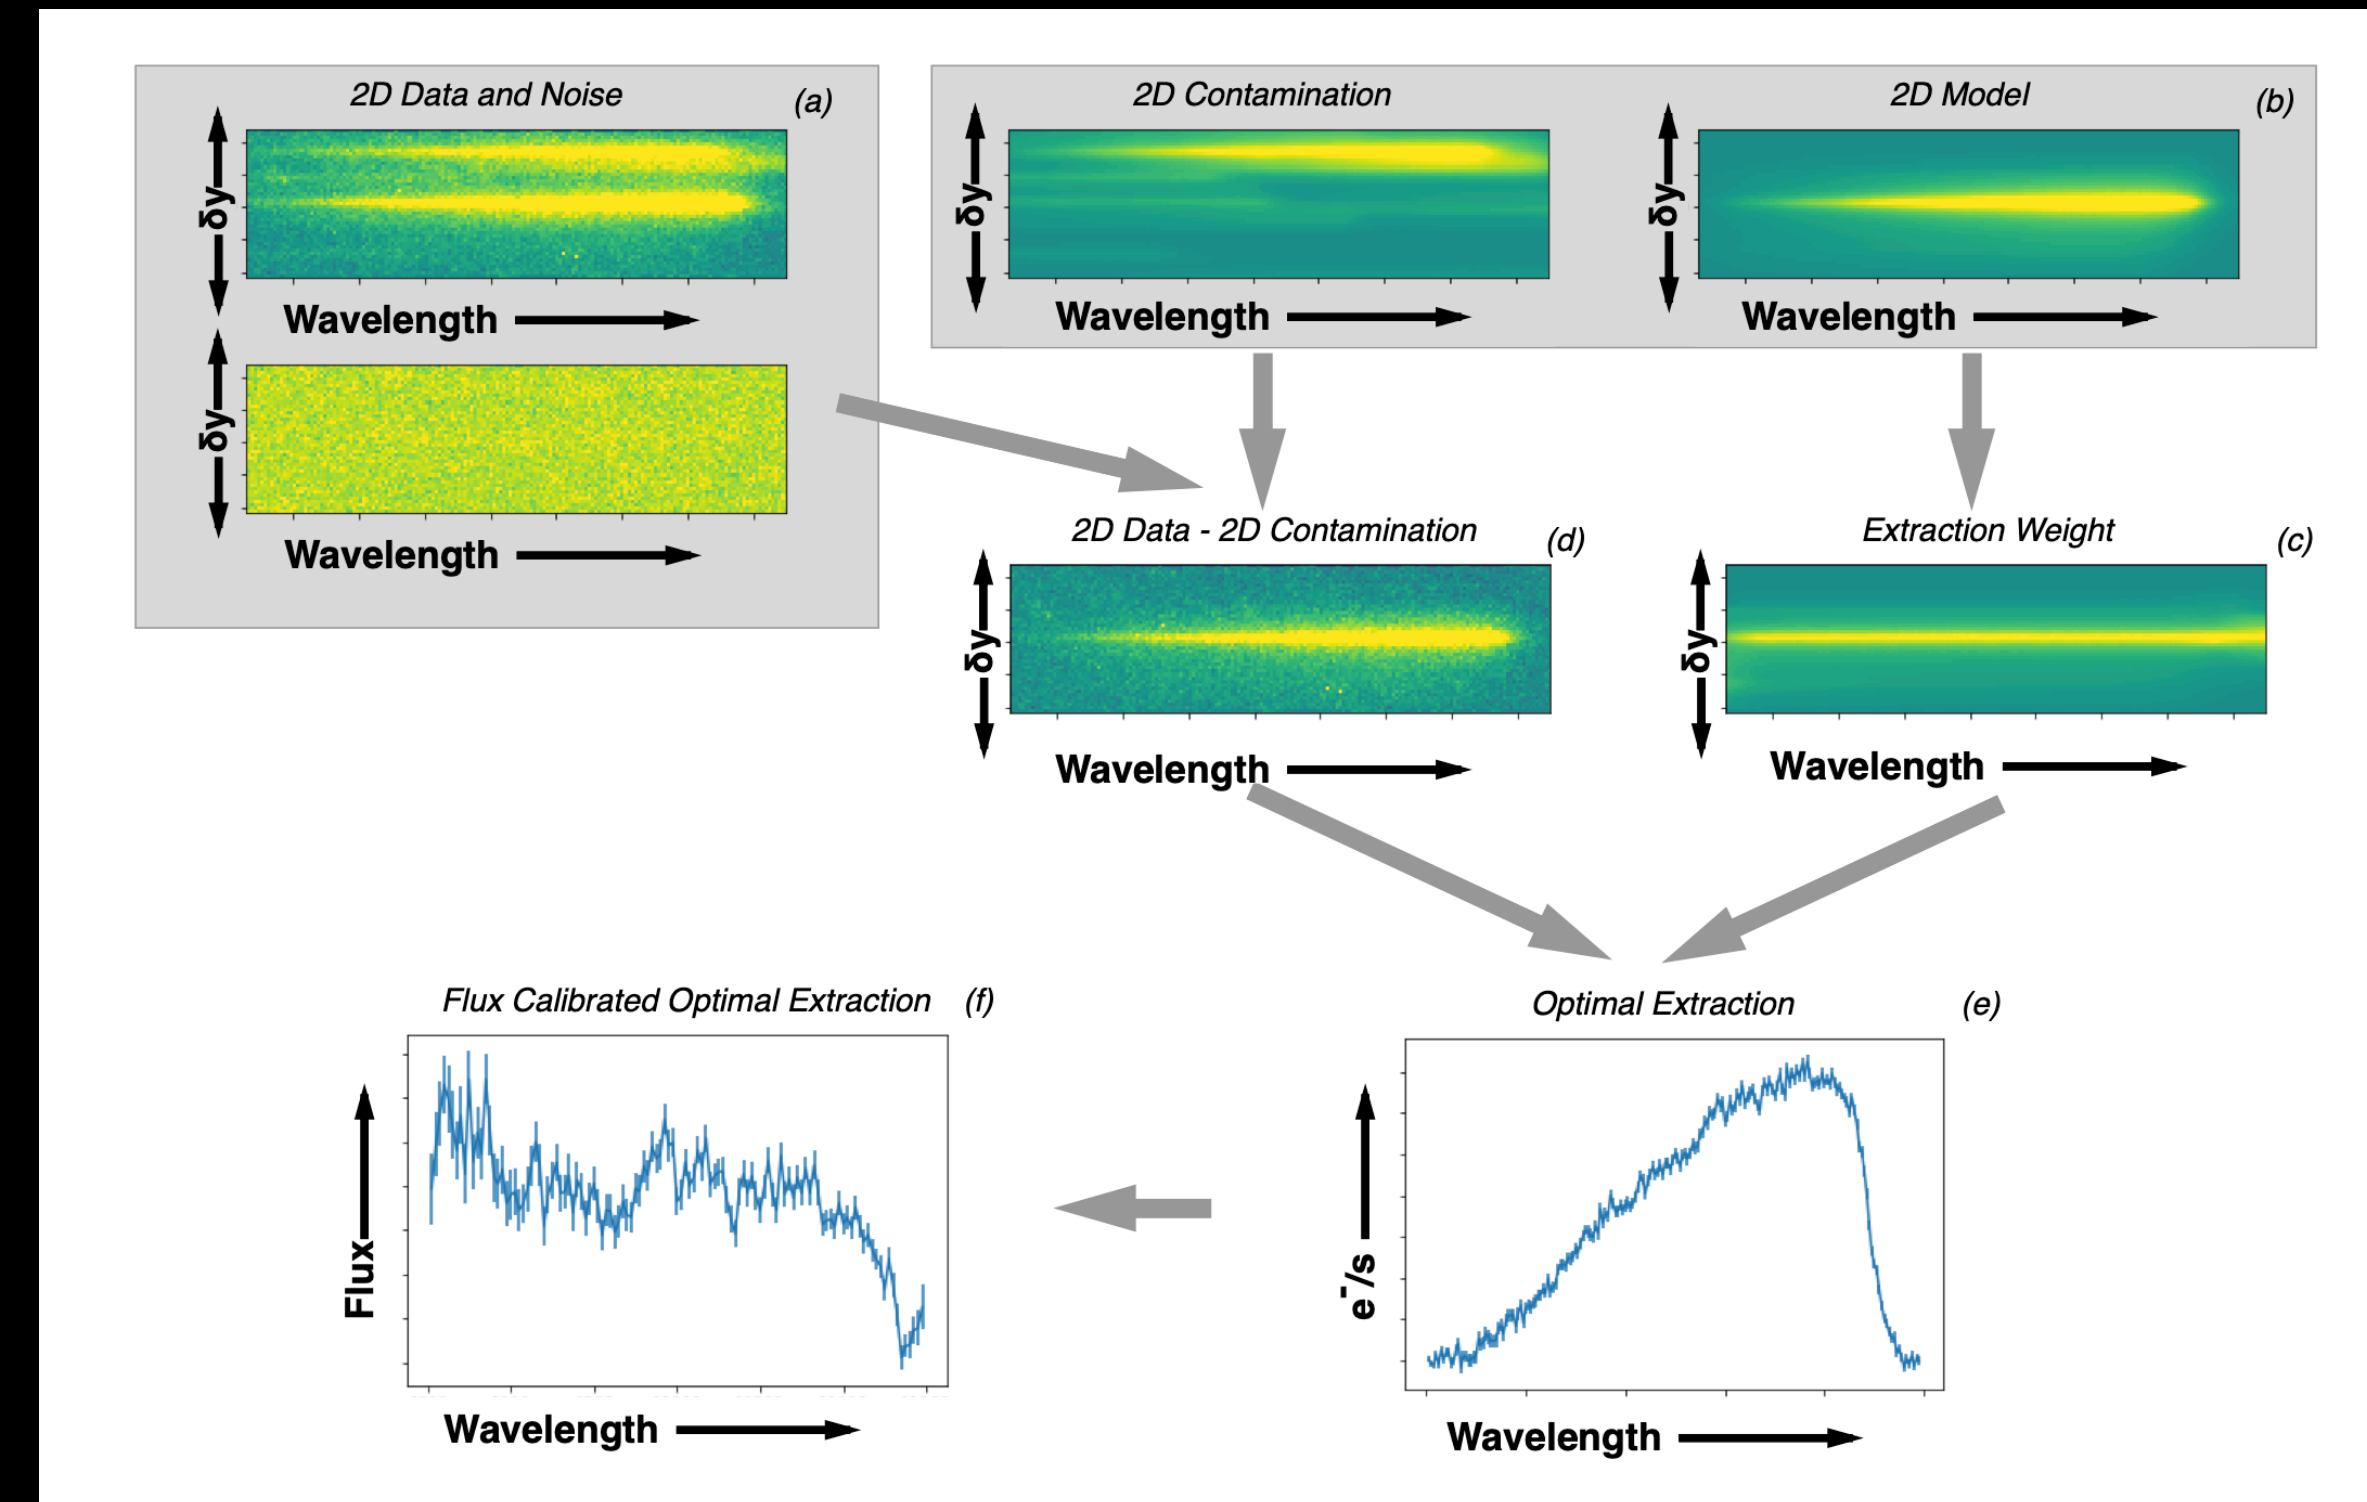 2D Data and Noise
(a)
δy
Wavelength
δy
Wavelength
2D Contamination
δy
Wavelength
2D Model
(b)
δy
Wavelength
2D Data - 2D Contamination
(d)
δy
Wavelength
Extraction Weight
(c)
δy
Wavelength
Flux Calibrated Optimal Extraction
(f)
Flux
Wavelength
Optimal Extraction
(e)
e⁻/s
Wavelength